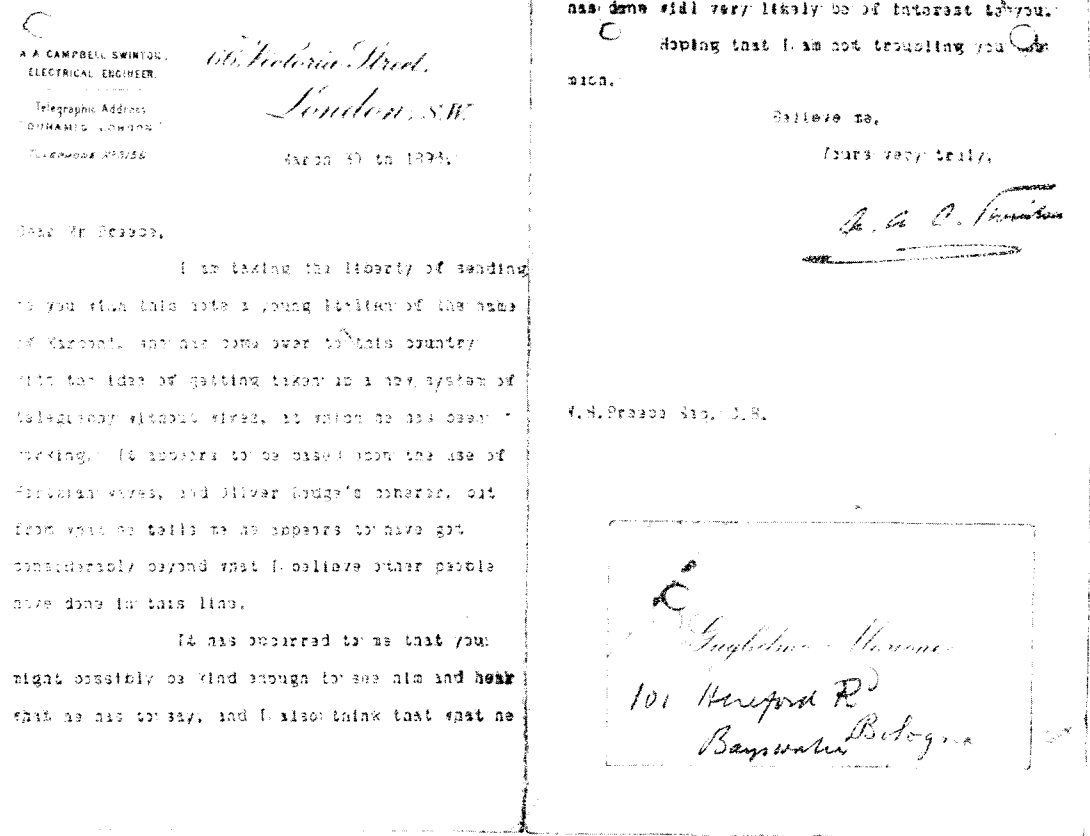 A A CAMPBELL SWINTON.
ELECTRICAL ENGINEER.
Telegraphic Address
LONDON
TELEPHONE Nº 3156
66, Victoria Street,
London, S.W.
March 30 th 1896.
Dear Mr Preece,
I am taking the liberty of sending
to you with this note a young Italian of the name
of Marconi, who has come over to this country
with the idea of getting taken up a new system of
telegraphy without wires, at which he has been
working. It appears to be based upon the use of
Hertzian waves, and Oliver Lodge's coherer, but
from what he tells me he appears to have got
considerably beyond what I believe other people
have done in this line.
It has occurred to me that you
might possibly be kind enough to see him and hear
what he has to say, and I also think that what he
has done will very likely be of interest to you.
Hoping that I am not troubling you too
much.
Believe me,
Yours very truly,
A. A. C. Swinton
W.H.Preece Esq. C.B.
Guglielmo Marconi
101 Hereford Rd
Bayswater
Bologna